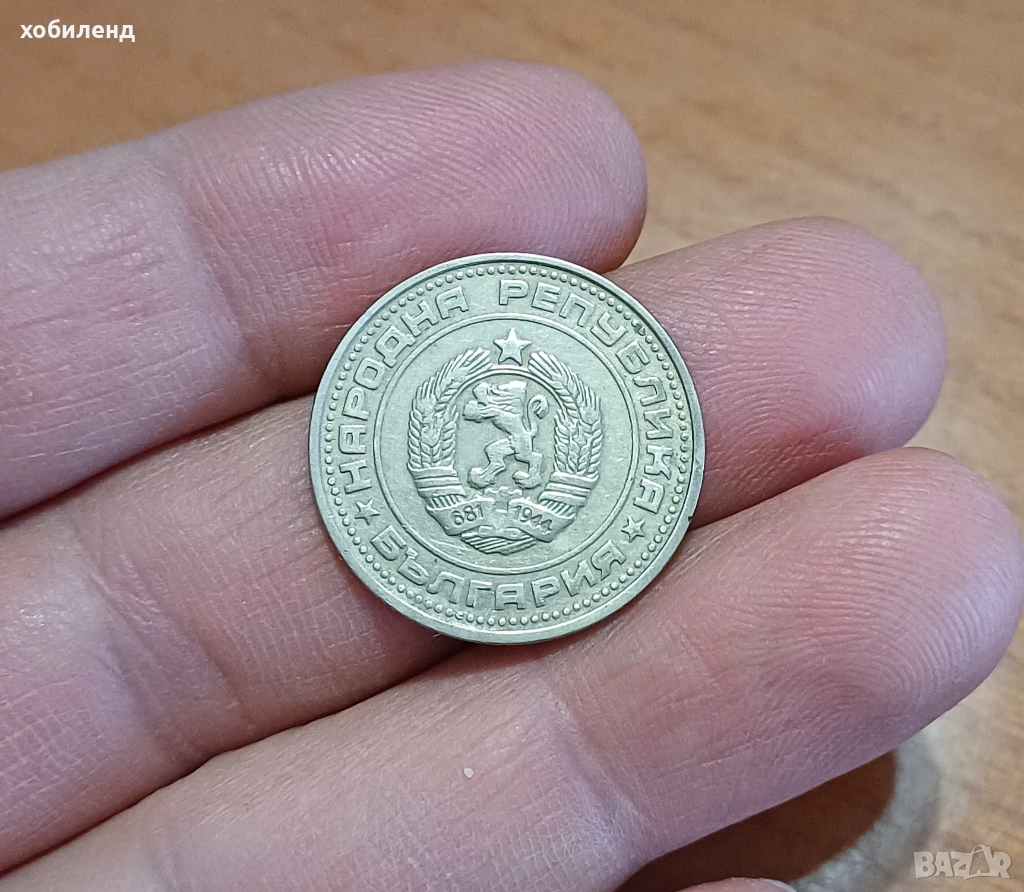 хобиленд
НАРОДНА РЕПУБЛИКА
681 1944
БЪЛГАРИЯ
BAZAR